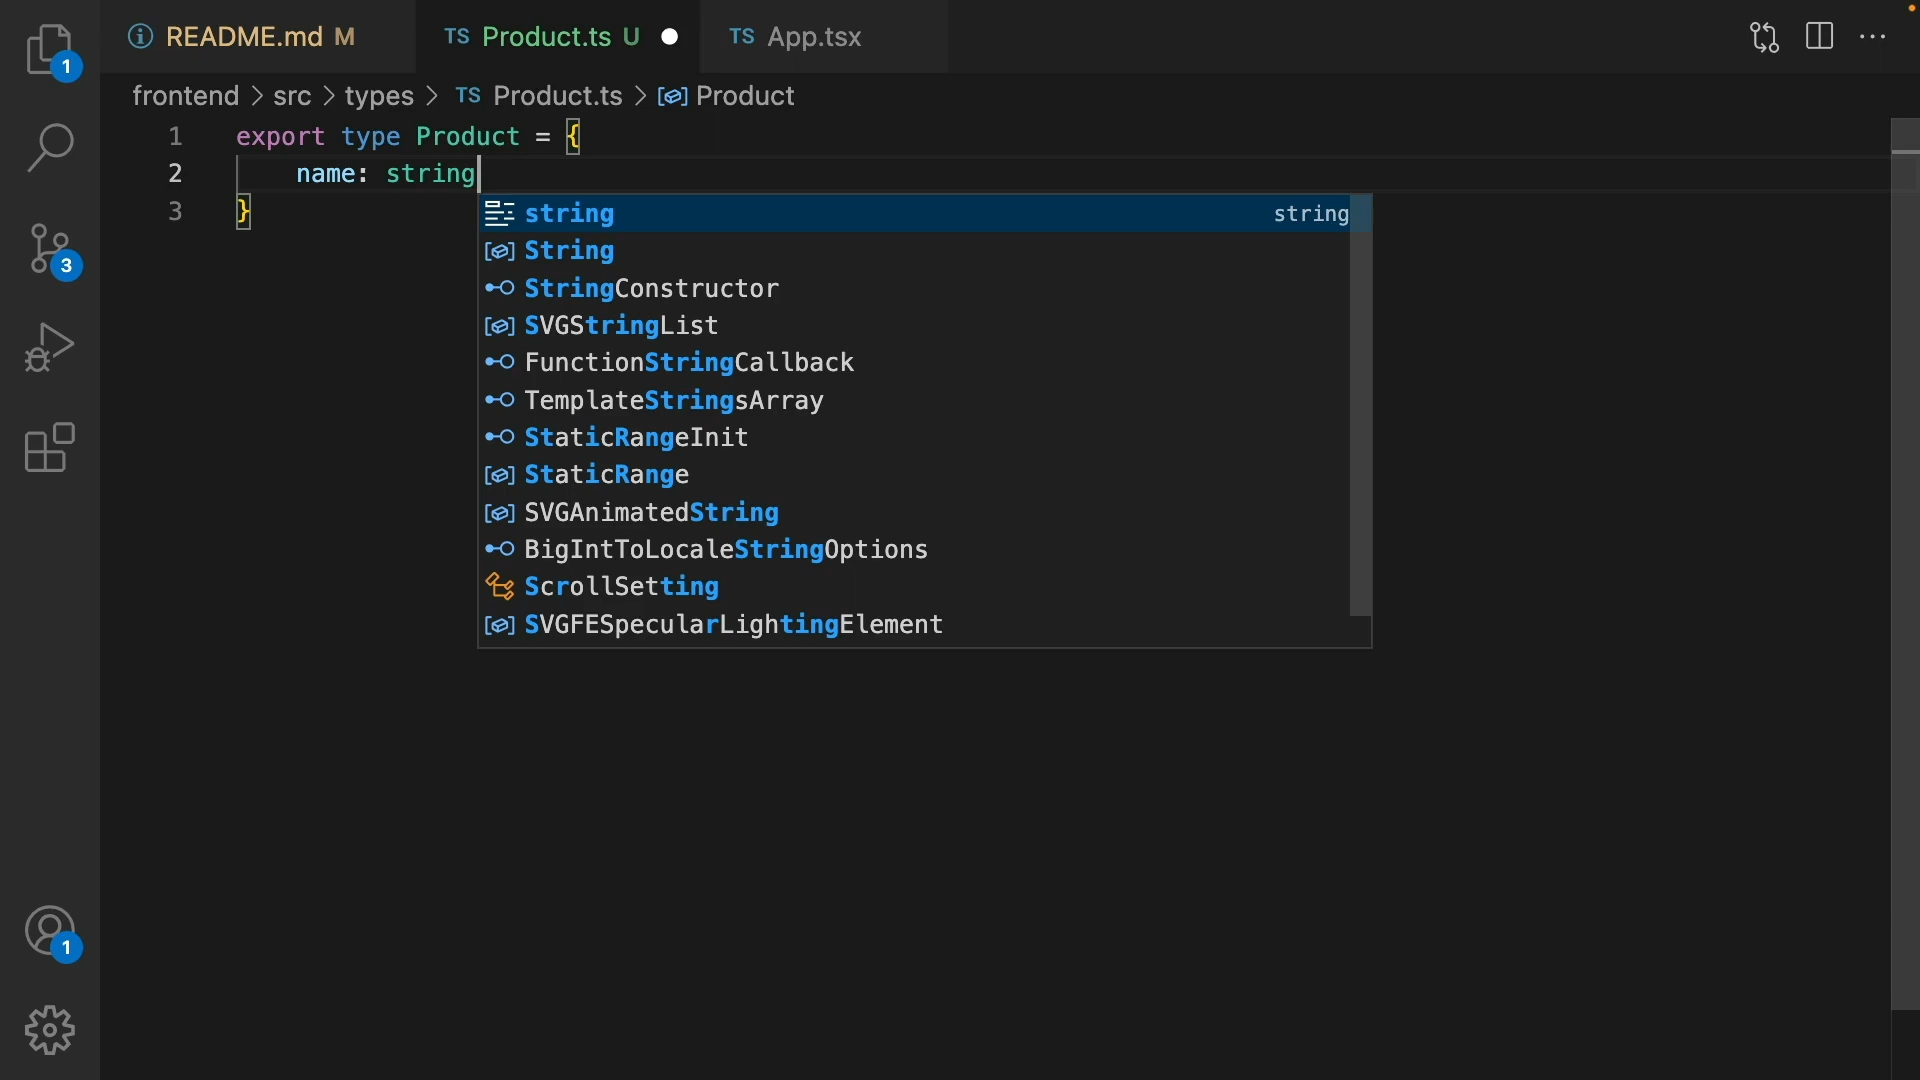 README.md M
TS Product.ts U
TS App.tsx
frontend > src > types > TS Product.ts > Product
1 export type Product = {
2 name: string
3 }
string string
String
StringConstructor
SVGStringList
FunctionStringCallback
TemplateStringsArray
StaticRangeInit
StaticRange
SVGAnimatedString
BigIntToLocaleStringOptions
ScrollSetting
SVGFESpecularLightingElement
1
3
1